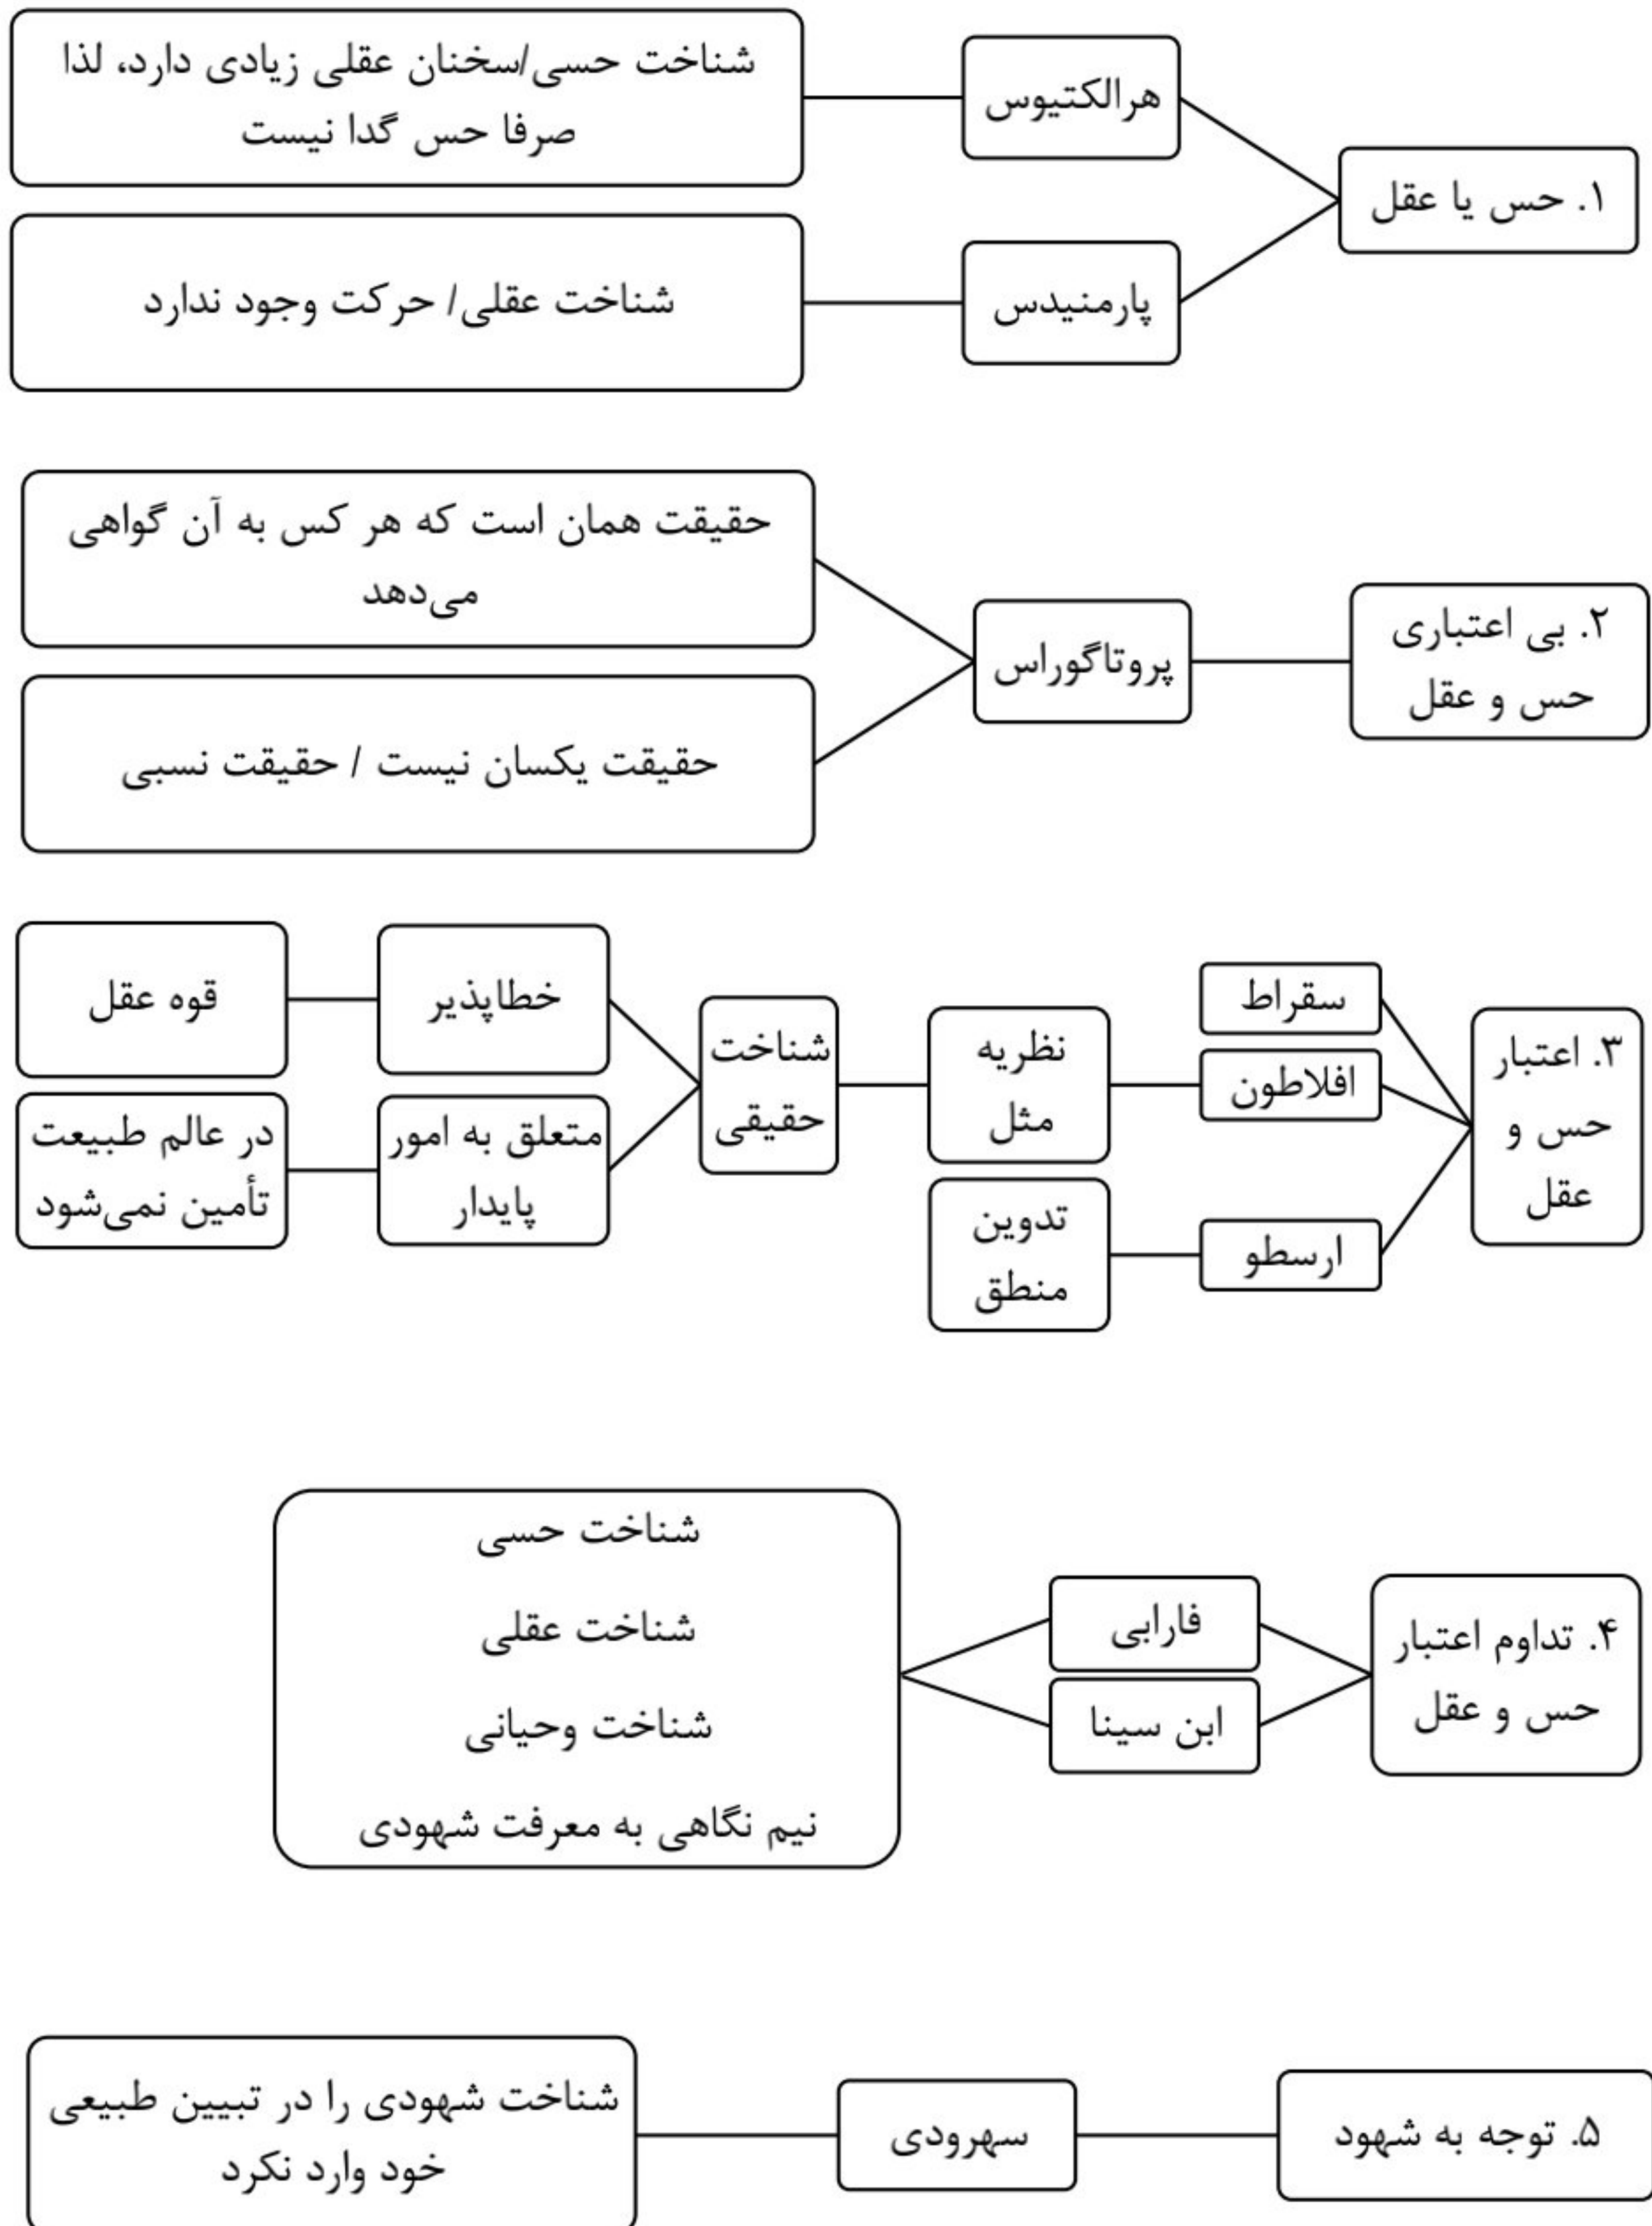 ۱. حس یا عقل
هرالکتیوس
شناخت حسی/سخنان عقلی زیادی دارد، لذا
صرفا حس گدا نیست
پارمنیدس
شناخت عقلی/ حرکت وجود ندارد
۲. بی اعتباری
حس و عقل
پروتاگوراس
حقیقت همان است که هر کس به آن گواهی
می‌دهد
حقیقت یکسان نیست / حقیقت نسبی
۳. اعتبار
حس و
عقل
سقراط
افلاطون
نظریه
مثل
شناخت
حقیقی
خطاپذیر
قوه عقل
متعلق به امور
پایدار
در عالم طبیعت
تأمین نمی‌شود
ارسطو
تدوین
منطق
۴. تداوم اعتبار
حس و عقل
فارابی
ابن سینا
شناخت حسی
شناخت عقلی
شناخت وحیانی
نیم نگاهی به معرفت شهودی
۵. توجه به شهود
سهرودی
شناخت شهودی را در تبیین طبیعی
خود وارد نکرد